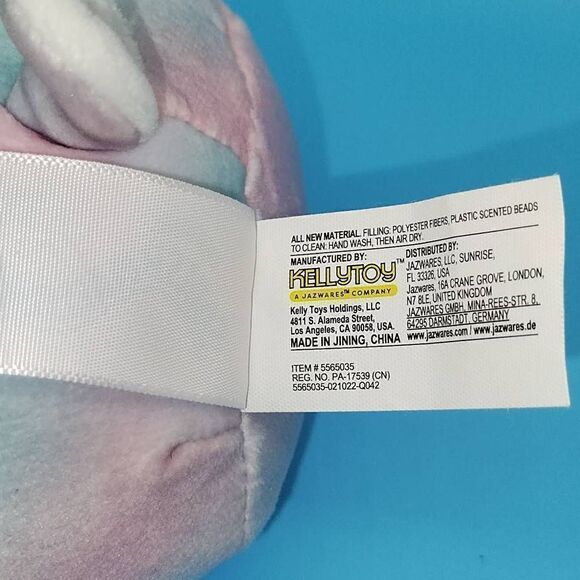 ALL NEW MATERIAL. FILLING: POLYESTER FIBERS, PLASTIC SCENTED BEADS
TO CLEAN: HAND WASH, THEN AIR DRY.
MANUFACTURED BY:
KELLYTOY™
A JAZWARES™ COMPANY
Kelly Toys Holdings, LLC
4811 S. Alameda Street,
Los Angeles, CA 90058, USA.
MADE IN JINING, CHINA
DISTRIBUTED BY:
JAZWARES, LLC, SUNRISE,
FL 33326, USA
Jazwares, 16A CRANE GROVE, LONDON,
N7 8LE, UNITED KINGDOM
JAZWARES GMBH, MINA-REES-STR. 8,
64295 DARMSTADT, GERMANY
www.jazwares.com / www.jazwares.de
ITEM # 5565035
REG. NO. PA-17539 (CN)
5565035-021022-Q042